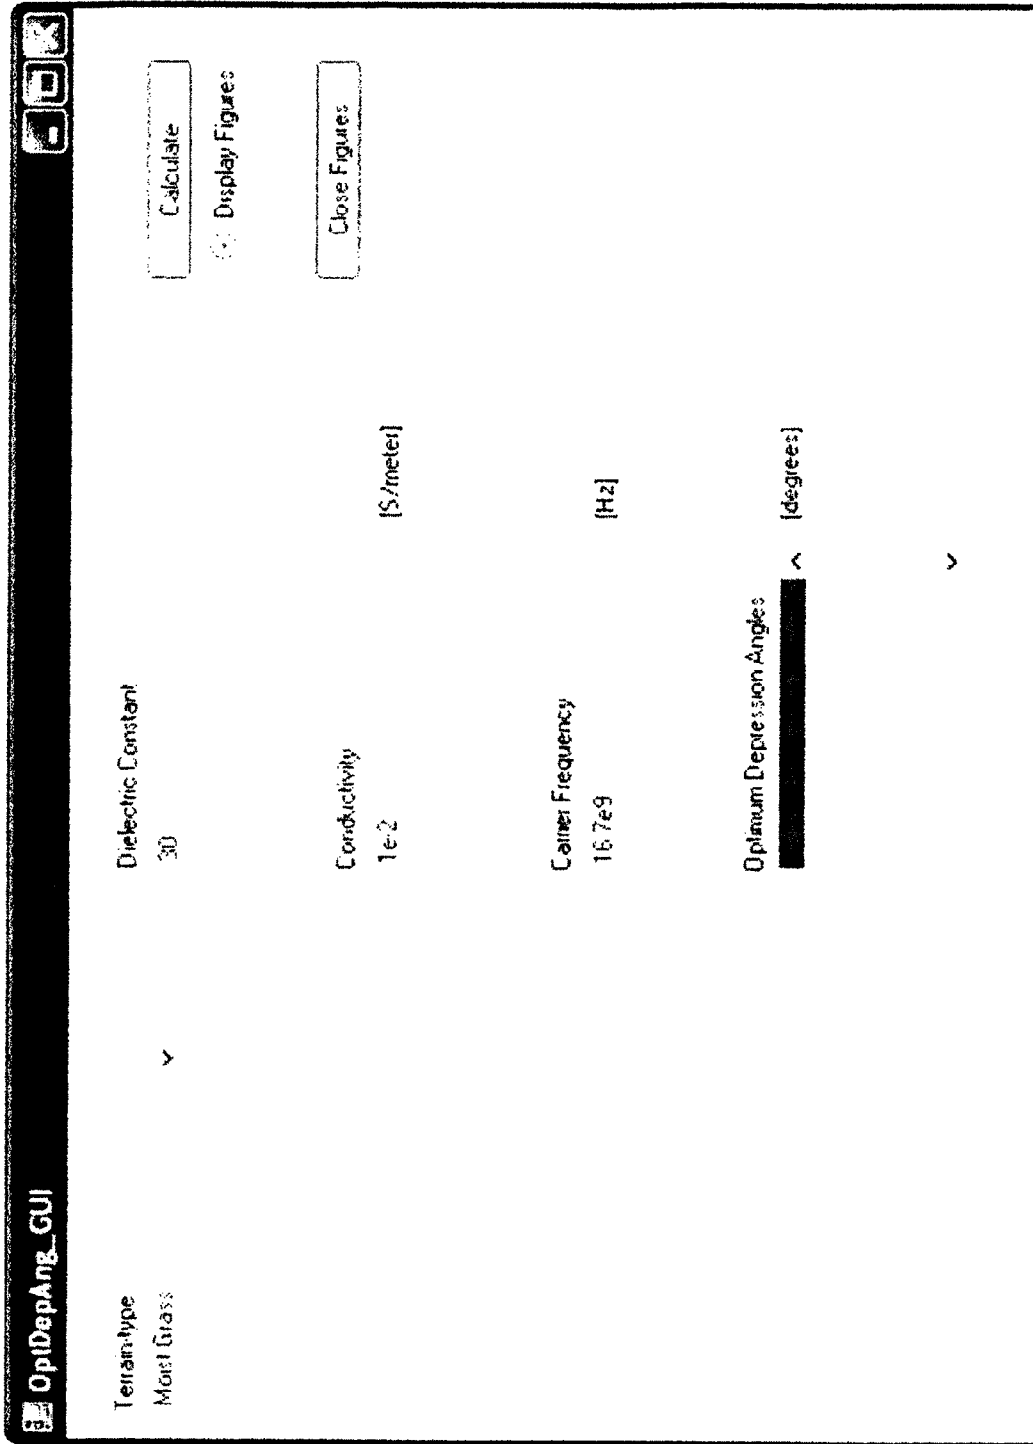 OptDepAng_GUI
Terrain-type
Moist Grass
Dielectric Constant
30
Conductivity
1e-2
[S/meter]
Carrier Frequency
16.7e9
[Hz]
Optimum Depression Angles
[degrees]
Calculate
Display Figures
Close Figures